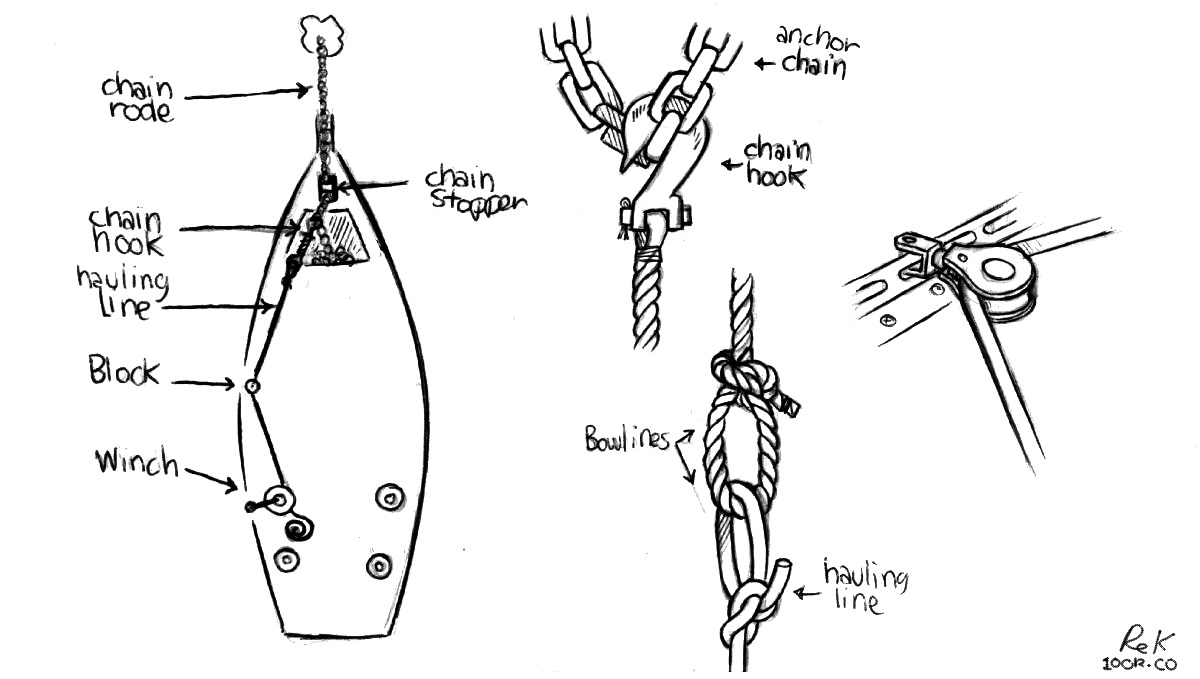 chain
rode
chain
stopper
chain
hook
hauling
line
Block
Winch
anchor
chain
chain
hook
Bowlines
hauling
line
ReK
100R.CO